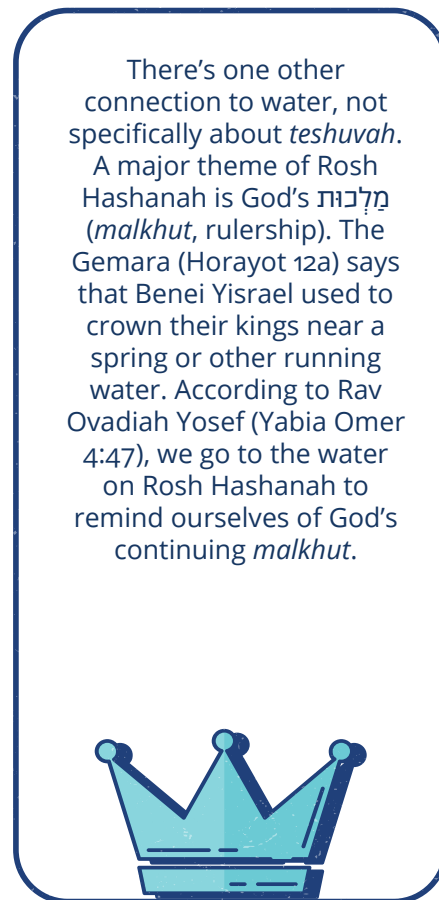 There’s one other
connection to water, not
specifically about teshuvah.
A major theme of Rosh
Hashanah is God’s מַלְכוּת
(malkhut, rulership). The
Gemara (Horayot 12a) says
that Benei Yisrael used to
crown their kings near a
spring or other running
water. According to Rav
Ovadiah Yosef (Yabia Omer
4:47), we go to the water
on Rosh Hashanah to
remind ourselves of God’s
continuing malkhut.